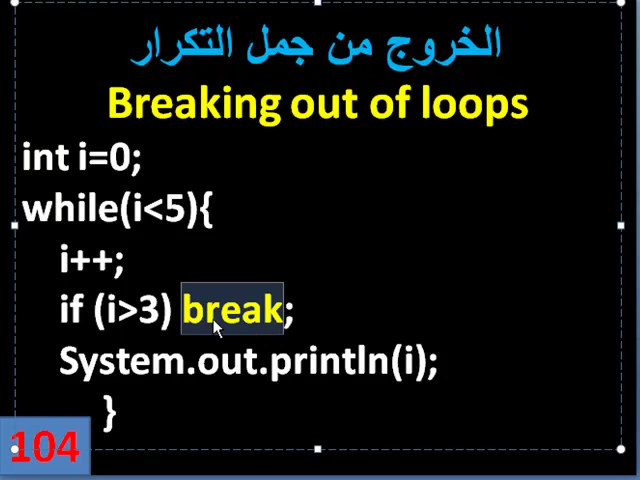 الخروج من جمل التكرار
Breaking out of loops
int i=0;
while(i<5){
i++;
if (i>3) break;
System.out.println(i);
}
104